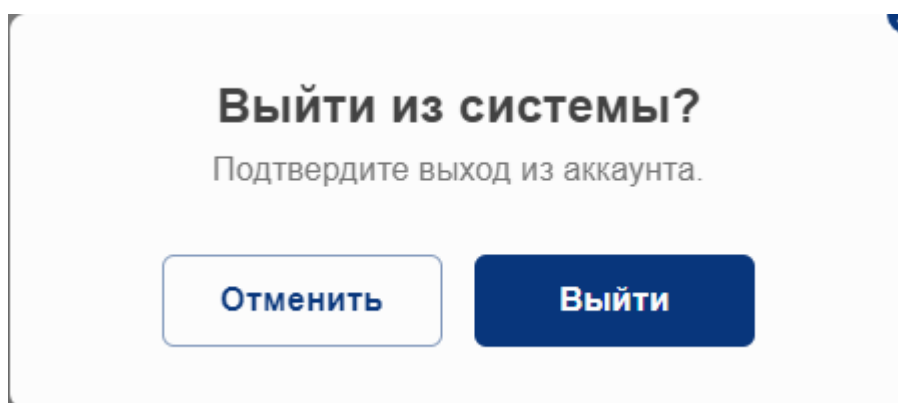 Выйти из системы?
Подтвердите выход из аккаунта.
Отменить
Выйти